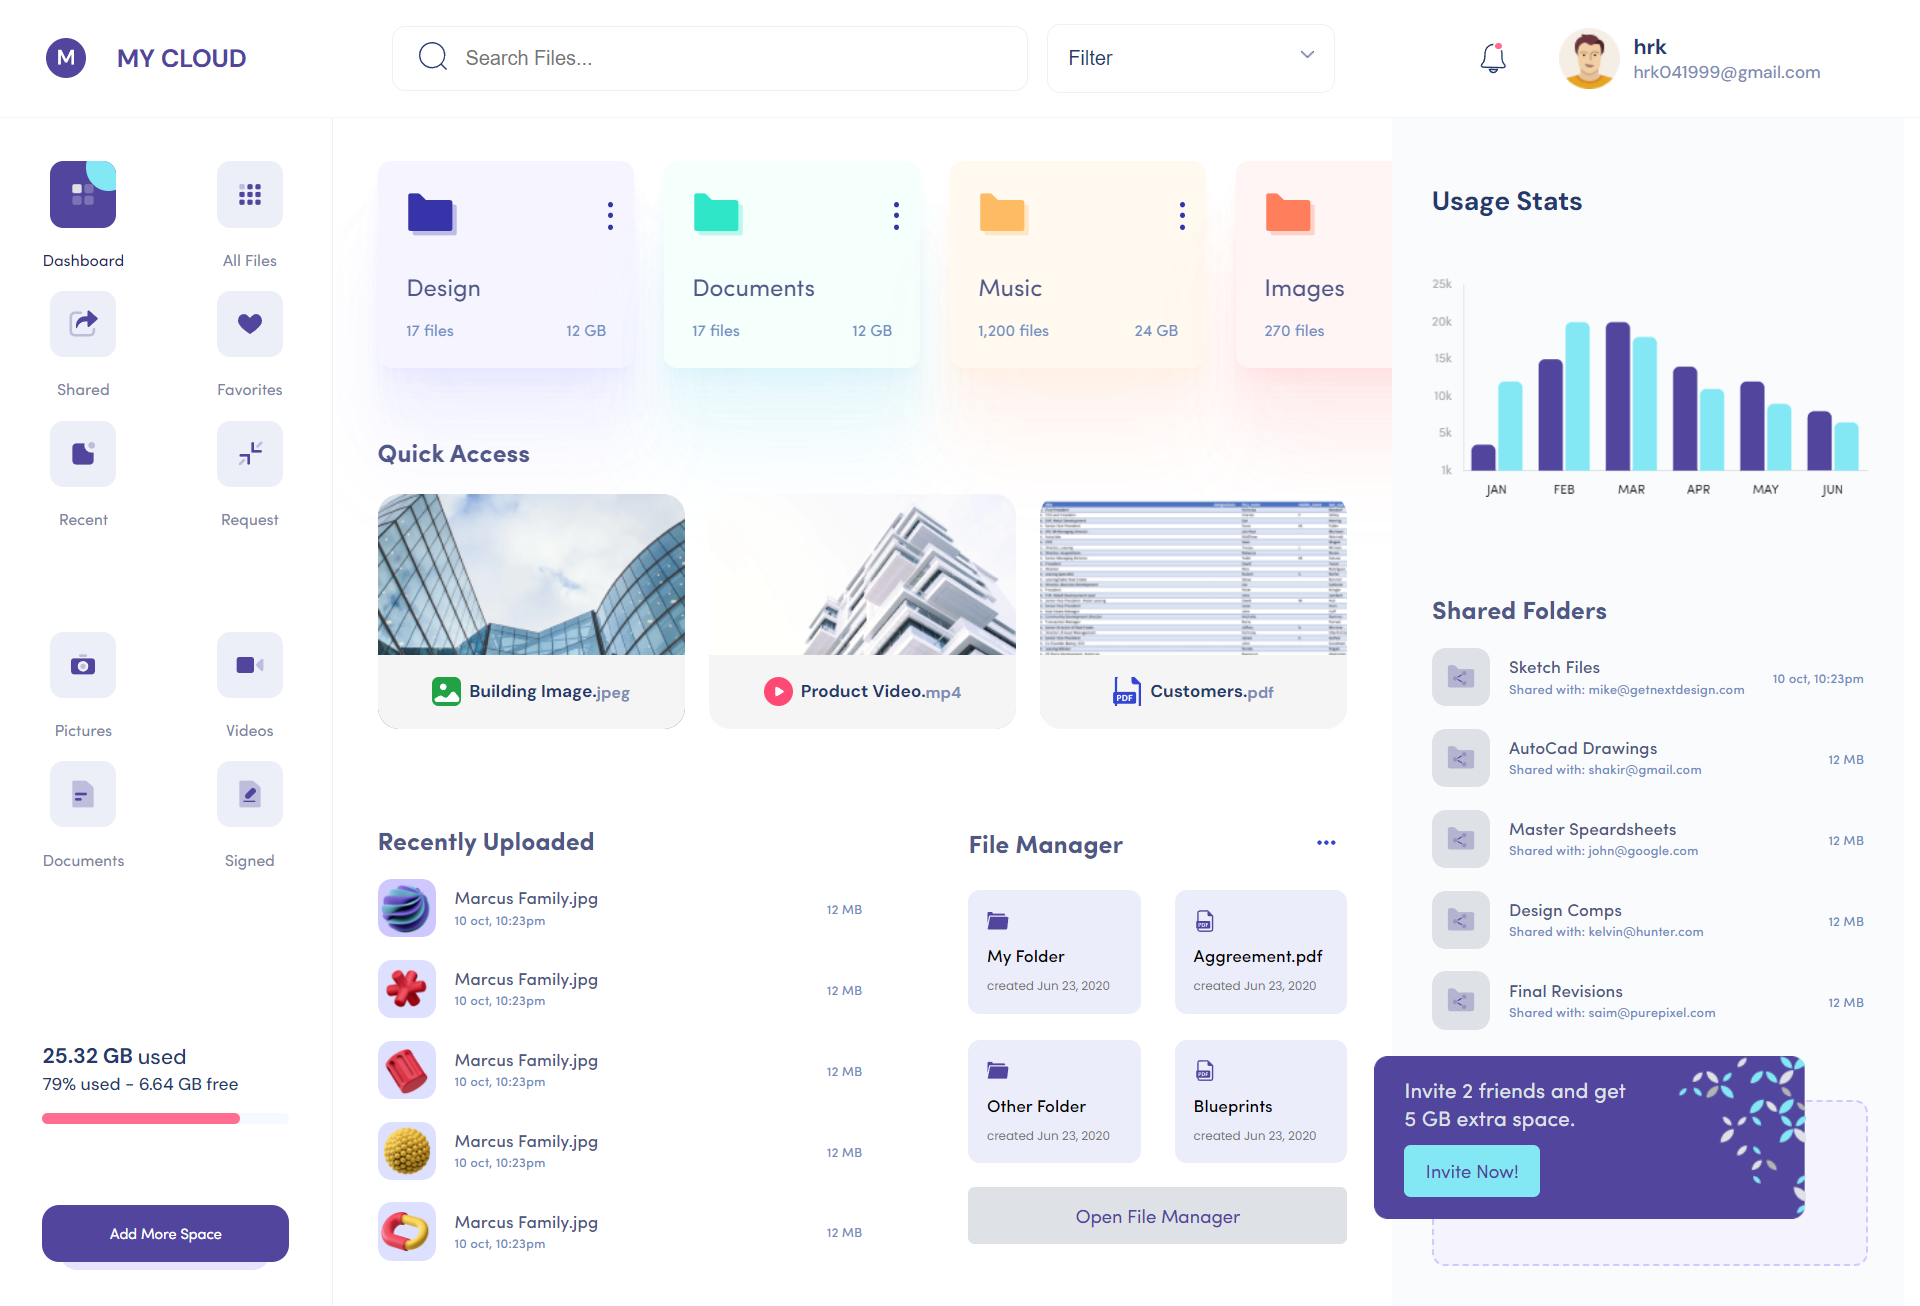 M MY CLOUD
Search Files...
Filter
hrk
hrk041999@gmail.com
Dashboard
All Files
Shared
Favorites
Recent
Request
Pictures
Videos
Documents
Signed
25.32 GB used
79% used - 6.64 GB free
Add More Space
Design
17 files 12 GB
Documents
17 files 12 GB
Music
1,200 files 24 GB
Images
270 files
Quick Access
Building Image.jpeg
Product Video.mp4
PDF Customers.pdf
Recently Uploaded
Marcus Family.jpg
10 oct, 10:23pm
12 MB
Marcus Family.jpg
10 oct, 10:23pm
12 MB
Marcus Family.jpg
10 oct, 10:23pm
12 MB
Marcus Family.jpg
10 oct, 10:23pm
12 MB
Marcus Family.jpg
10 oct, 10:23pm
12 MB
File Manager
My Folder
created Jun 23, 2020
PDF
Aggreement.pdf
created Jun 23, 2020
Other Folder
created Jun 23, 2020
PDF
Blueprints
created Jun 23, 2020
Open File Manager
Usage Stats
25k
20k
15k
10k
5k
1k
JAN FEB MAR APR MAY JUN
Shared Folders
Sketch Files
Shared with: mike@getnextdesign.com
10 oct, 10:23pm
AutoCad Drawings
Shared with: shakir@gmail.com
12 MB
Master Speardsheets
Shared with: john@google.com
12 MB
Design Comps
Shared with: kelvin@hunter.com
12 MB
Final Revisions
Shared with: saim@purepixel.com
12 MB
Invite 2 friends and get
5 GB extra space.
Invite Now!